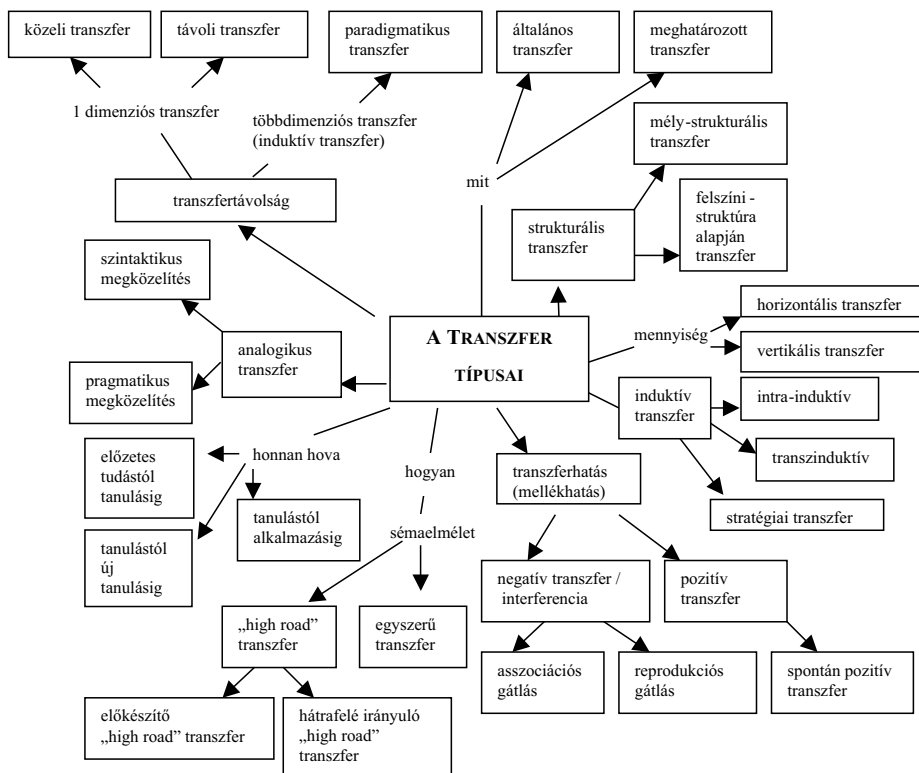 közeli transzfer
távoli transzfer
paradigmatikus
transzfer
általános
transzfer
meghatározott
transzfer
1 dimenziós transzfer
többdimenziós transzfer
(induktív transzfer)
mit
mély-strukturális
transzfer
transzfertávolság
strukturális
transzfer
felszíni -
struktúra
alapján
transzfer
szintaktikus
megközelítés
A TRANSZFER
TÍPUSAI
mennyiség
horizontális transzfer
vertikális transzfer
analogikus
transzfer
pragmatikus
megközelítés
induktív
transzfer
intra-induktív
transzinduktív
stratégiai transzfer
honnan hova
előzetes
tudástól
tanulásig
tanulástól
alkalmazásig
tanulástól
új
tanulásig
hogyan
sémaelmélet
transzferhatás
(mellékhatás)
negatív transzfer /
interferencia
pozitív
transzfer
„high road”
transzfer
egyszerű
transzfer
asszociációs
gátlás
reprodukciós
gátlás
spontán pozitív
transzfer
előkészítő
„high road” transzfer
hátrafelé irányuló
„high road”
transzfer